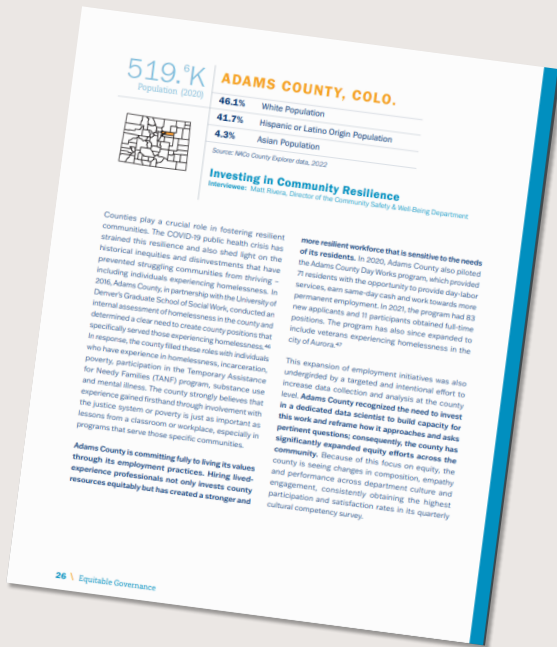 519.6K
Population (2020)
ADAMS COUNTY, COLO.
46.1% White Population
41.7% Hispanic or Latino Origin Population
4.3% Asian Population
Source: NACo County Explorer data, 2022
Investing in Community Resilience
Interviewee: Matt Rivera, Director of the Community Safety & Well-Being Department
Counties play a crucial role in fostering resilient
communities. The COVID-19 public health crisis has
strained this resilience and also shed light on the
historical inequities and disinvestments that have
prevented struggling communities from thriving –
including individuals experiencing homelessness. In
2016, Adams County, in partnership with the University of
Denver's Graduate School of Social Work, conducted an
internal assessment of homelessness in the county and
determined a clear need to create county positions that
specifically served those experiencing homelessness.46
In response, the county filled these roles with individuals
who have experience in homelessness, incarceration,
poverty, participation in the Temporary Assistance
for Needy Families (TANF) program, substance use
and mental illness. The county strongly believes that
experience gained firsthand through involvement with
the justice system or poverty is just as important as
lessons from a classroom or workplace, especially in
programs that serve those specific communities.
Adams County is committing fully to living its values
through its employment practices. Hiring lived-
experience professionals not only invests county
resources equitably but has created a stronger and
more resilient workforce that is sensitive to the needs
of its residents. In 2020, Adams County also piloted
the Adams County Day Works program, which provided
71 residents with the opportunity to provide day-labor
services, earn same-day cash and work towards more
permanent employment. In 2021, the program had 83
new applicants and 11 participants obtained full-time
positions. The program has also since expanded to
include veterans experiencing homelessness in the
city of Aurora.47
This expansion of employment initiatives was also
undergirded by a targeted and intentional effort to
increase data collection and analysis at the county
level. Adams County recognized the need to invest
in a dedicated data scientist to build capacity for
this work and reframe how it approaches and asks
pertinent questions; consequently, the county has
significantly expanded equity efforts across the
community. Because of this focus on equity, the
county is seeing changes in composition, empathy
and performance across department culture and
engagement, consistently obtaining the highest
participation and satisfaction rates in its quarterly
cultural competency survey.
26 \ Equitable Governance